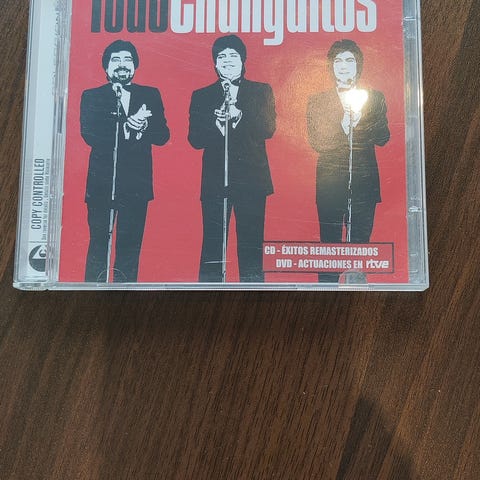 TodoChunguitos
COPY CONTROLLED
CD - ÉXITOS REMASTERIZADOS
DVD - ACTUACIONES EN rtve